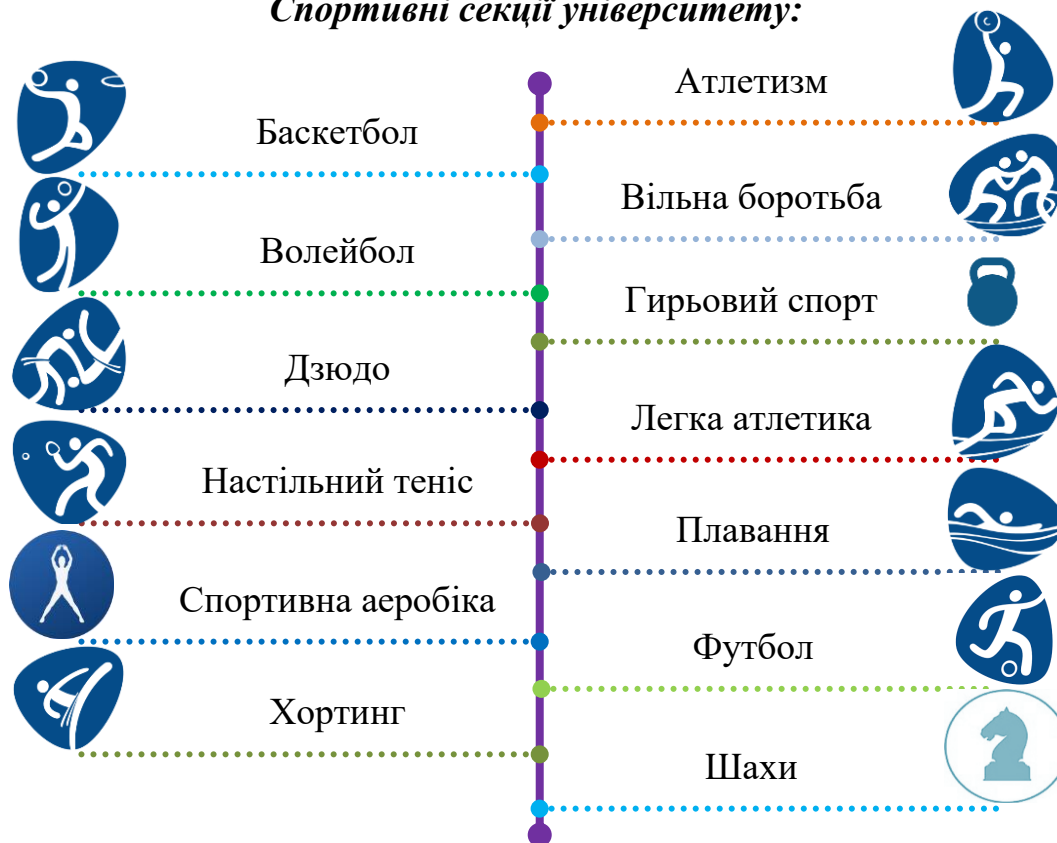 Спортивні секції університету:
Атлетизм
Баскетбол
Вільна боротьба
Волейбол
Гирьовий спорт
Дзюдо
Легка атлетика
Настільний теніс
Плавання
Спортивна аеробіка
Футбол
Хортинг
Шахи